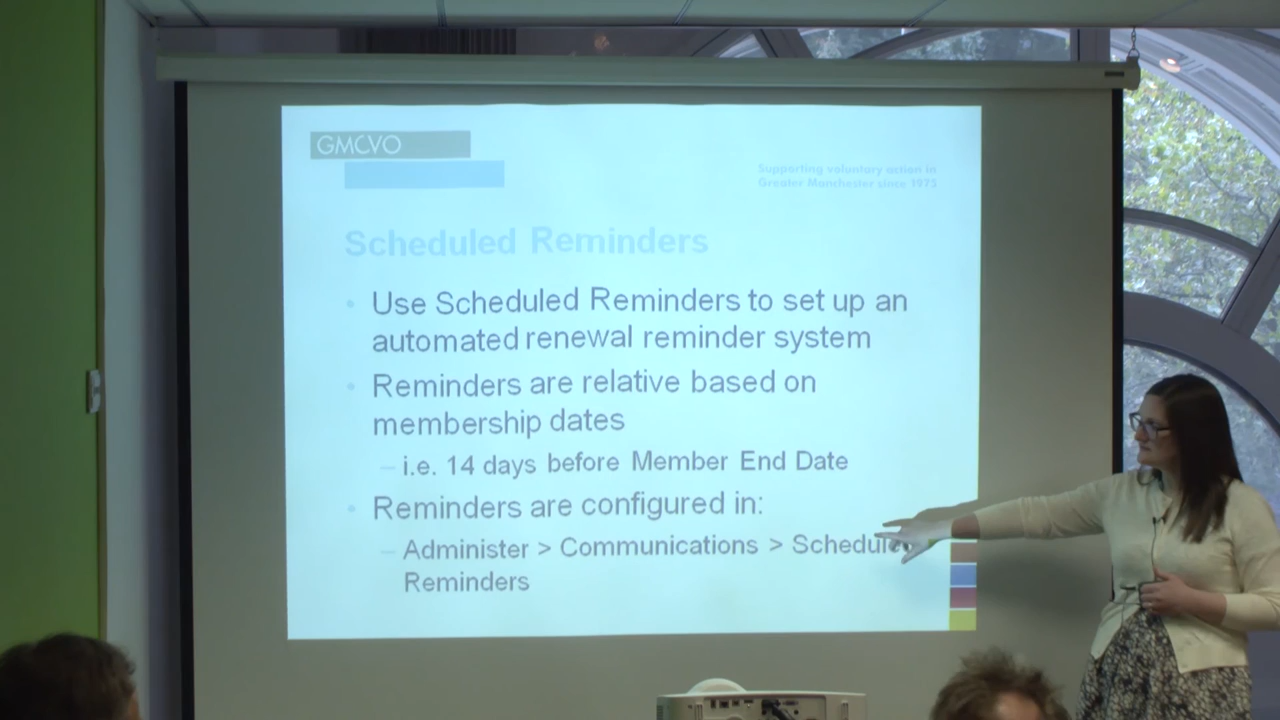 GMCVO
Supporting voluntary action in
Greater Manchester since 1975
Scheduled Reminders
• Use Scheduled Reminders to set up an
automated renewal reminder system
• Reminders are relative based on
membership dates
– i.e. 14 days before Member End Date
• Reminders are configured in:
– Administer > Communications > Scheduled
Reminders